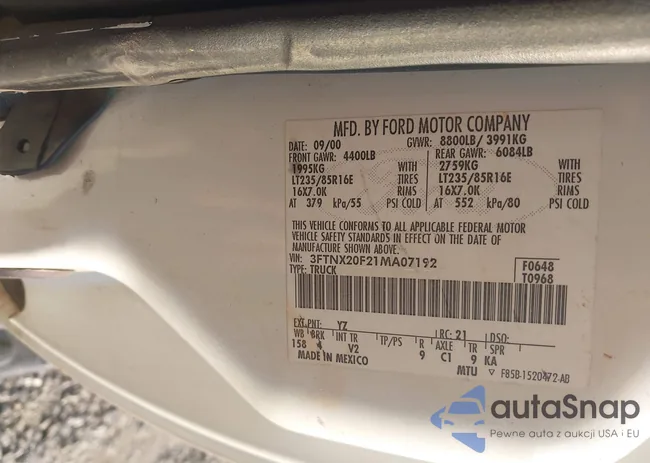 MFD. BY FORD MOTOR COMPANY
DATE: 09/00 GVWR: 8800LB/ 3991KG
FRONT GAWR: 4400LB REAR GAWR: 6084LB
1995KG WITH 2759KG WITH
LT235/85R16E TIRES LT235/85R16E TIRES
16X7.0K RIMS 16X7.0K RIMS
AT 379 kPa/55 PSI COLD AT 552 kPa/80 PSI COLD
THIS VEHICLE CONFORMS TO ALL APPLICABLE FEDERAL MOTOR
VEHICLE SAFETY STANDARDS IN EFFECT ON THE DATE OF
MANUFACTURE SHOWN ABOVE.
VIN: 3FTNX20F21MA07192 F0648
TYPE: TRUCK T0968
EXT PNT: YZ RC: 21 DSO:
WB BRK INT TR TP/PS R AXLE TR SPR
158 4 V2 9 C1 9 KA
MADE IN MEXICO MTU ▽ F85B-1520472-AB
autaSnap
Pewne auta z aukcji USA i EU